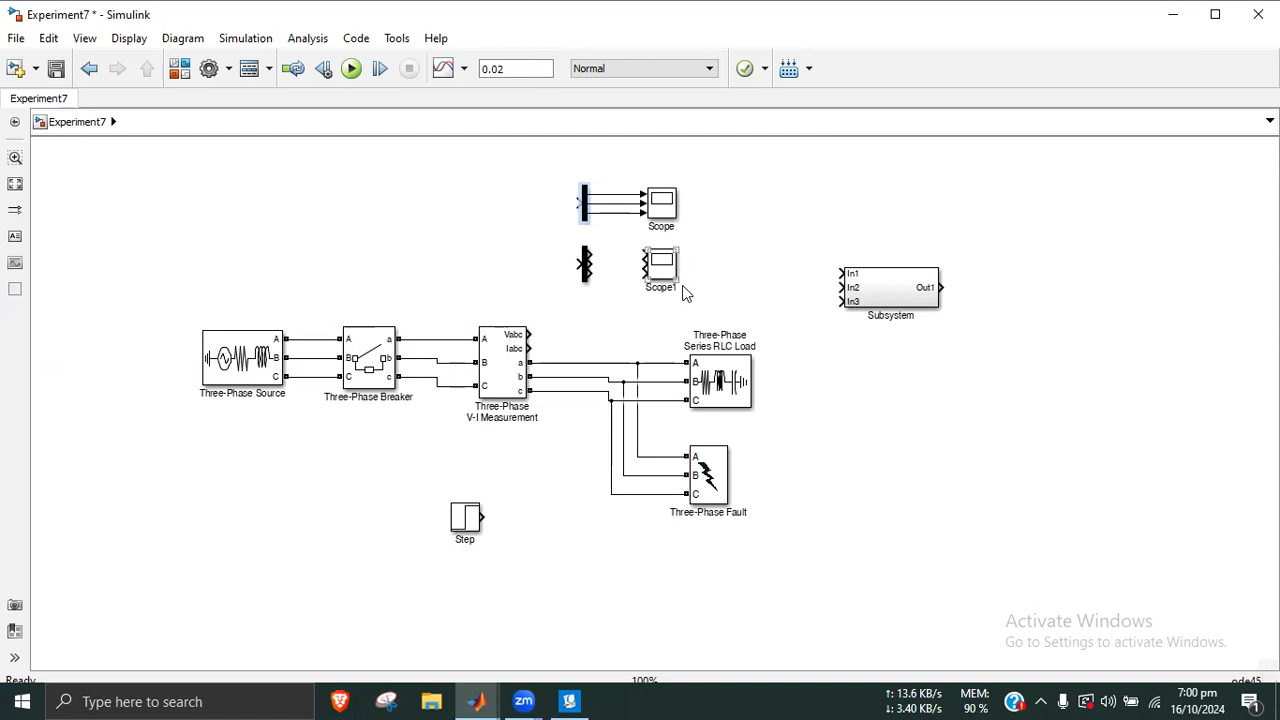 Experiment7 * - Simulink
File Edit View Display Diagram Simulation Analysis Code Tools Help
0.02 Normal
Experiment7
Experiment7
Scope
Scope1
In1
In2 Out1
In3
Subsystem
A
B
C
Three-Phase Source
A a
B b
C c
Three-Phase Breaker
Vabc
A
Iabc
B a
b
C c
Three-Phase
V-I Measurement
Three-Phase
Series RLC Load
A
B
C
A
B
C
Three-Phase Fault
Step
Activate Windows
Go to Settings to activate Windows.
Ready 100% ode45
Type here to search
↑: 13.6 KB/s MEM: 7:00 pm
↓: 3.40 KB/s 90 % 16/10/2024
1